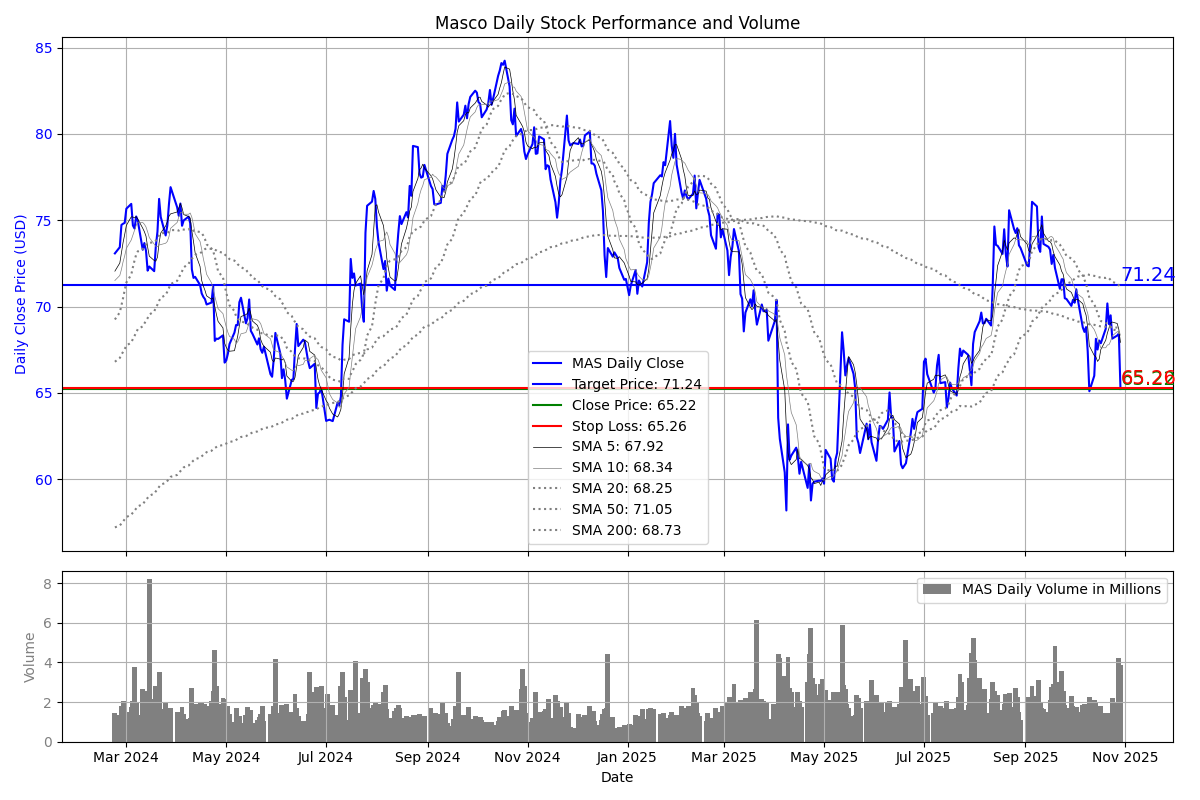 Masco Daily Stock Performance and Volume
Daily Close Price (USD)
85
80
75
70
65
60
71.24
65.22
65.26
MAS Daily Close
Target Price: 71.24
Close Price: 65.22
Stop Loss: 65.26
SMA 5: 67.92
SMA 10: 68.34
SMA 20: 68.25
SMA 50: 71.05
SMA 200: 68.73
Volume
8
6
4
2
0
MAS Daily Volume in Millions
Mar 2024 May 2024 Jul 2024 Sep 2024 Nov 2024 Jan 2025 Mar 2025 May 2025 Jul 2025 Sep 2025 Nov 2025
Date